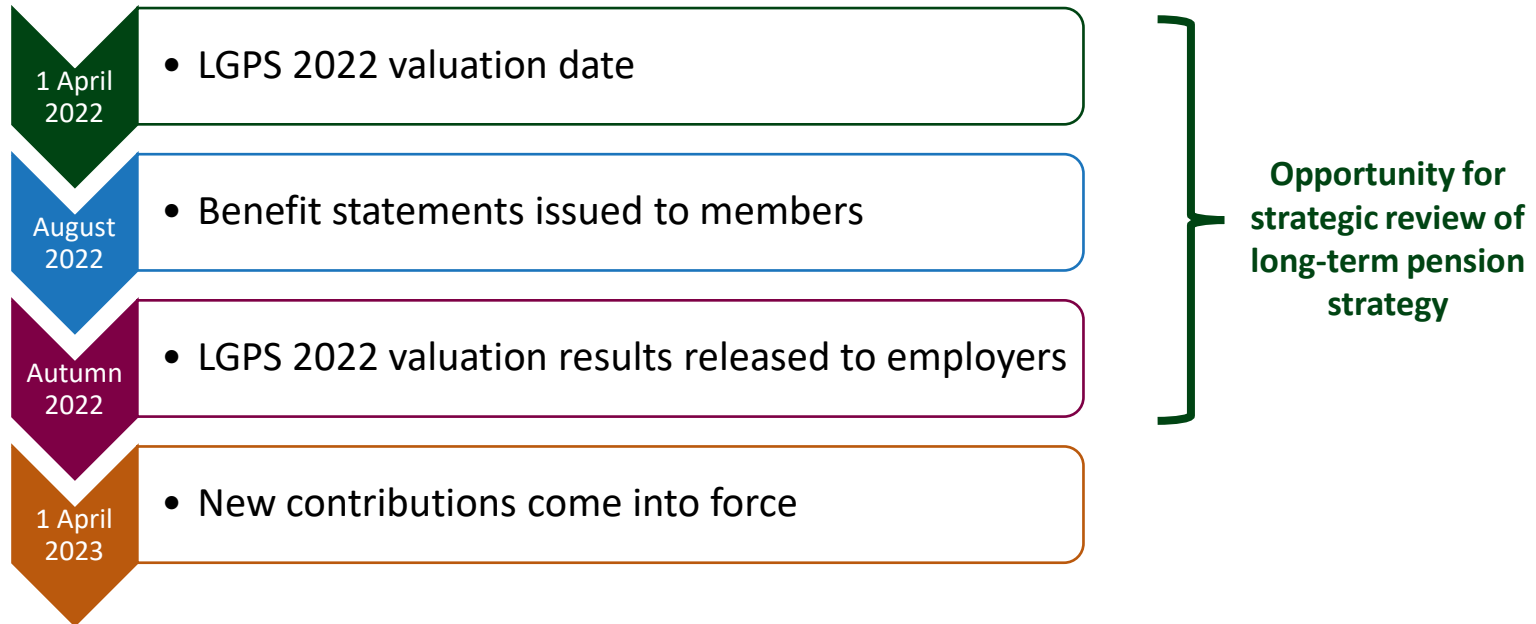 1 April
2022
• LGPS 2022 valuation date
August
2022
• Benefit statements issued to members
Autumn
2022
• LGPS 2022 valuation results released to employers
1 April
2023
• New contributions come into force
Opportunity for
strategic review of
long-term pension
strategy